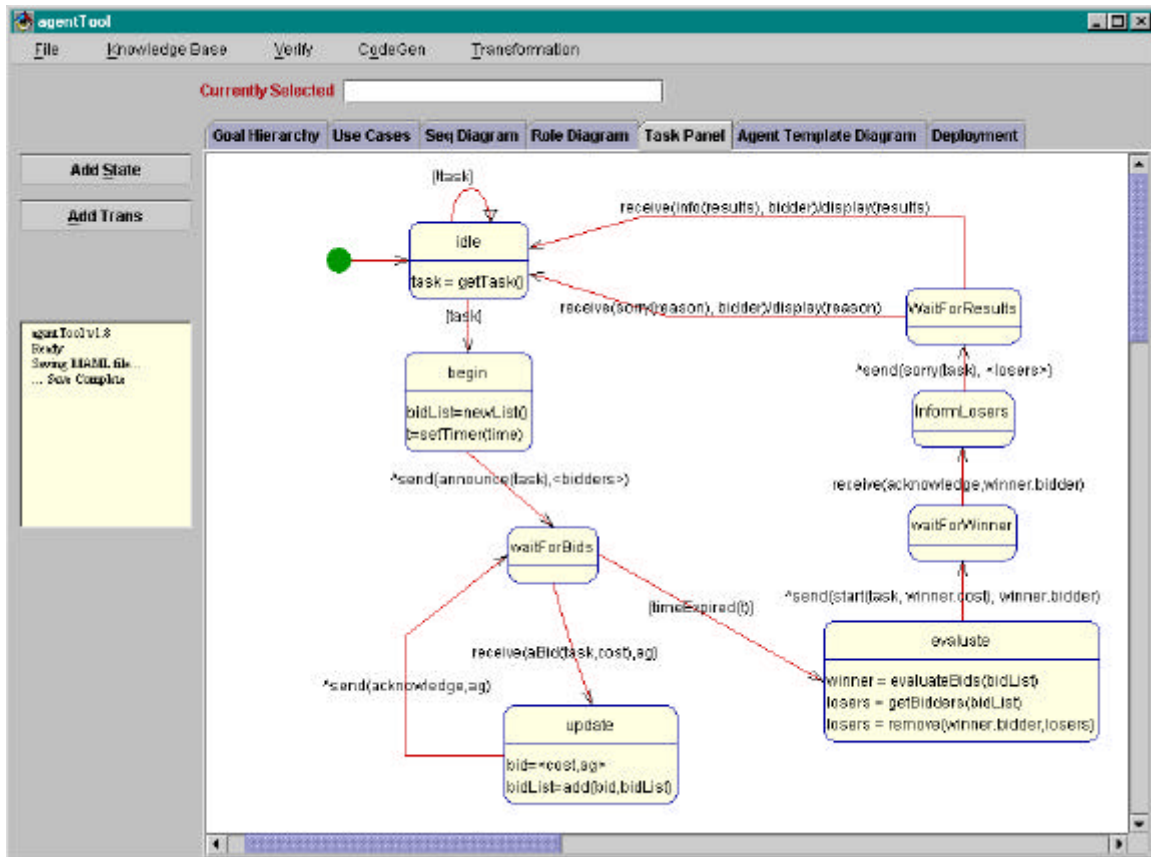 agentTool
File Knowledge Base Verify CodeGen Transformation
Currently Selected
Goal Hierarchy Use Cases Seq Diagram Role Diagram Task Panel Agent Template Diagram Deployment
Add State
Add Trans
agentTool v1.8
Ready
Saving MAML file...
... Save Complete
[!task]
receive(info(results), bidder)/display(results)
idle
task = getTask()
receive(sorry(reason), bidder)/display(reason)
WaitForResults
[task]
begin
bidList=newList()
t=setTimer(time)
^send(sorry(task), <losers>)
InformLosers
^send(announce(task),<bidders>)
receive(acknowledge,winner.bidder)
waitForWinner
waitForBids
^send(start(task, winner.cost), winner.bidder)
[timeExpired(t)]
receive(aBid(task,cost),ag)
^send(acknowledge,ag)
evaluate
winner = evaluateBids(bidList)
losers = getBidders(bidList)
losers = remove(winner.bidder,losers)
update
bid=<cost,ag>
bidList=add(bid,bidList)